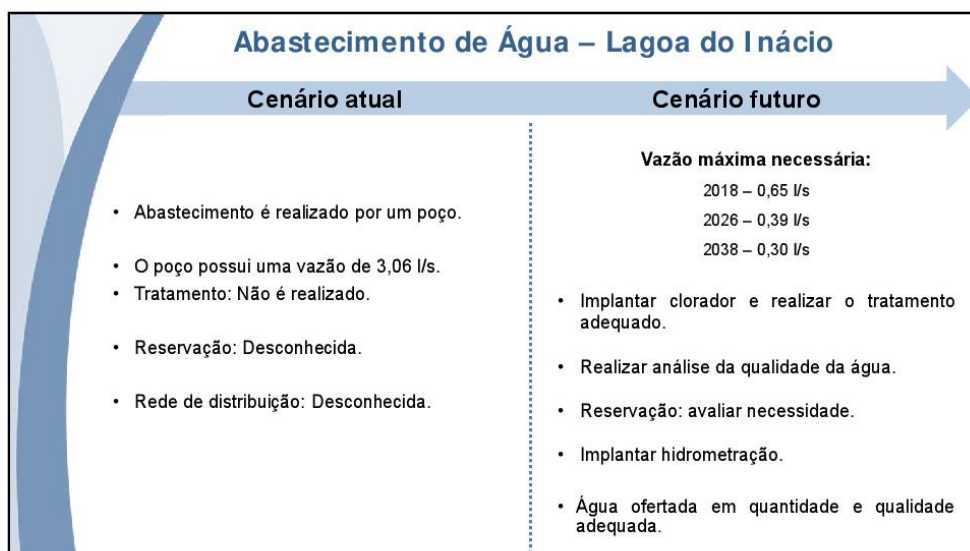 Abastecimento de Água – Lagoa do Inácio
Cenário atual
Cenário futuro
• Abastecimento é realizado por um poço.
• O poço possui uma vazão de 3,06 l/s.
• Tratamento: Não é realizado.
• Reservação: Desconhecida.
• Rede de distribuição: Desconhecida.
Vazão máxima necessária:
2018 – 0,65 l/s
2026 – 0,39 l/s
2038 – 0,30 l/s
• Implantar clorador e realizar o tratamento
adequado.
• Realizar análise da qualidade da água.
• Reservação: avaliar necessidade.
• Implantar hidrometração.
• Água ofertada em quantidade e qualidade
adequada.